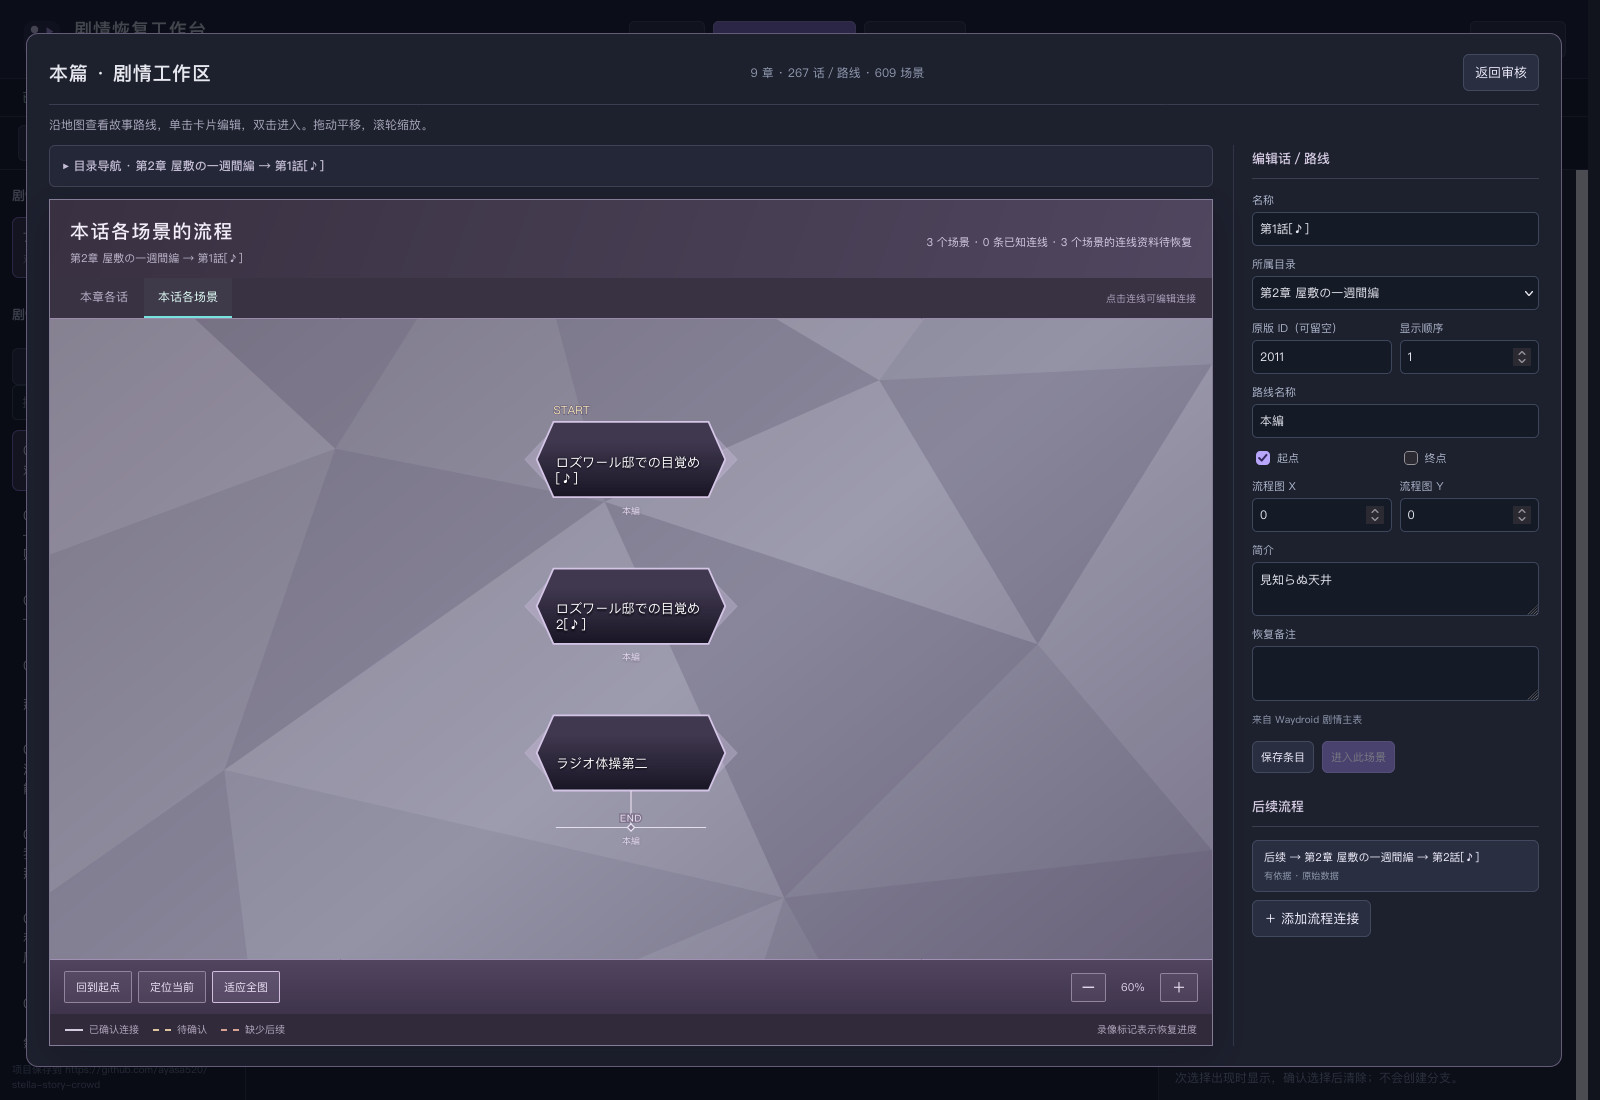 剧情恢复工作台
本篇 · 剧情工作区
9 章 · 267 话 / 路线 · 609 场景
返回审核
沿地图查看故事路线，单击卡片编辑，双击进入。拖动平移，滚轮缩放。
▸ 目录导航 · 第2章 屋敷の一週間編 → 第1話[♪]
本话各场景的流程
第2章 屋敷の一週間編 → 第1話[♪]
3 个场景 · 0 条已知连线 · 3 个场景的连线资料待恢复
本章各话
本话各场景
点击连线可编辑连接
START
ロズワール邸での目覚め
[♪]
本編
ロズワール邸での目覚め
2[♪]
本編
ラジオ体操第二
END
本編
回到起点
定位当前
适应全图
60%
已确认连接
待确认
缺少后续
录像标记表示恢复进度
编辑话 / 路线
名称
第1話[♪]
所属目录
第2章 屋敷の一週間編
原版 ID（可留空）
显示顺序
2011
1
路线名称
本編
起点
终点
流程图 X
流程图 Y
0
0
简介
見知らぬ天井
恢复备注
来自 Waydroid 剧情主表
保存条目
进入此场景
后续流程
后续 → 第2章 屋敷の一週間編 → 第2話[♪]
有依据 · 原始数据
＋ 添加流程连接
项目保存到 https://github.com/ayasa520/
stella-story-crowd
次选择出现时显示，确认选择后清除；不会创建分支。